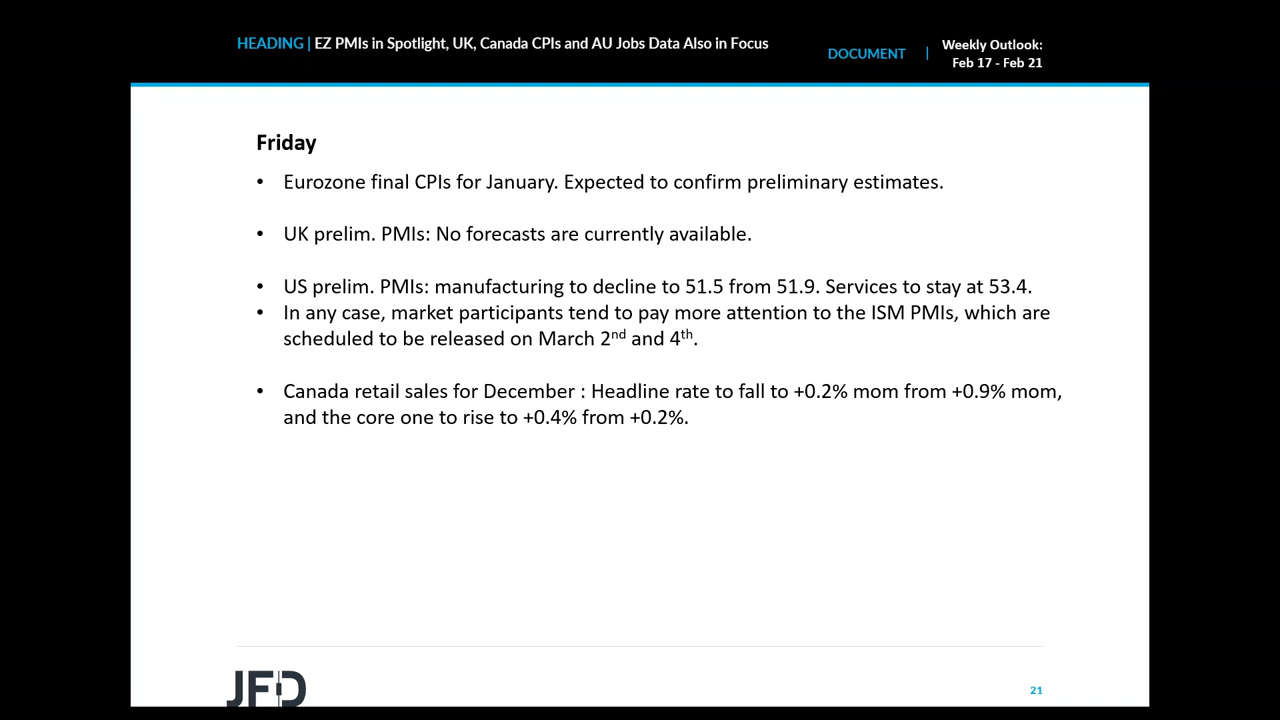 HEADING | EZ PMIs in Spotlight, UK, Canada CPIs and AU Jobs Data Also in Focus
DOCUMENT | Weekly Outlook:
Feb 17 - Feb 21
Friday
• Eurozone final CPIs for January. Expected to confirm preliminary estimates.
• UK prelim. PMIs: No forecasts are currently available.
• US prelim. PMIs: manufacturing to decline to 51.5 from 51.9. Services to stay at 53.4.
• In any case, market participants tend to pay more attention to the ISM PMIs, which are
scheduled to be released on March 2nd and 4th.
• Canada retail sales for December : Headline rate to fall to +0.2% mom from +0.9% mom,
and the core one to rise to +0.4% from +0.2%.
JFD
21